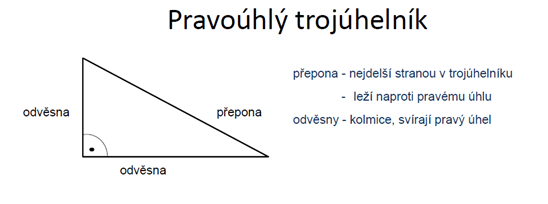 Pravoúhlý trojúhelník
přepona - nejdelší stranou v trojúhelníku
- leží naproti pravému úhlu
odvěsna
přepona
odvěsny - kolmice, svírají pravý úhel
odvěsna